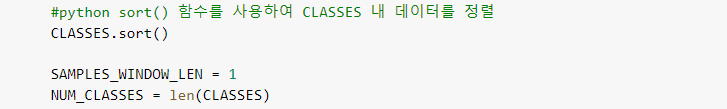 #python sort() 함수를 사용하여 CLASSES 내 데이터를 정렬
CLASSES.sort()
SAMPLES_WINDOW_LEN = 1
NUM_CLASSES = len(CLASSES)